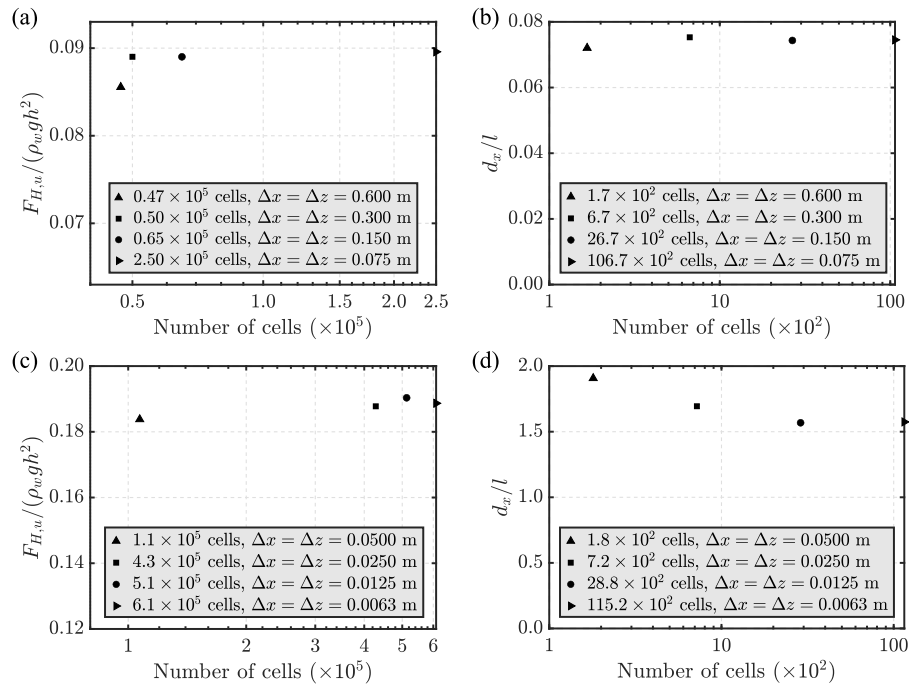 (a)
0.09
0.08
0.07
F_{H,u}/(ρ_w g h^2)
▲ 0.47 × 10^5 cells, Δx = Δz = 0.600 m
■ 0.50 × 10^5 cells, Δx = Δz = 0.300 m
● 0.65 × 10^5 cells, Δx = Δz = 0.150 m
▶ 2.50 × 10^5 cells, Δx = Δz = 0.075 m
0.5 1.0 1.5 2.0 2.5
Number of cells (×10^5)
(b)
0.08
0.06
0.04
0.02
0.00
d_x/l
▲ 1.7 × 10^2 cells, Δx = Δz = 0.600 m
■ 6.7 × 10^2 cells, Δx = Δz = 0.300 m
● 26.7 × 10^2 cells, Δx = Δz = 0.150 m
▶ 106.7 × 10^2 cells, Δx = Δz = 0.075 m
1 10 100
Number of cells (×10^2)
(c)
0.20
0.18
0.16
0.14
0.12
F_{H,u}/(ρ_w g h^2)
▲ 1.1 × 10^5 cells, Δx = Δz = 0.0500 m
■ 4.3 × 10^5 cells, Δx = Δz = 0.0250 m
● 5.1 × 10^5 cells, Δx = Δz = 0.0125 m
▶ 6.1 × 10^5 cells, Δx = Δz = 0.0063 m
1 2 3 4 5 6
Number of cells (×10^5)
(d)
2.0
1.5
1.0
0.5
0.0
d_x/l
▲ 1.8 × 10^2 cells, Δx = Δz = 0.0500 m
■ 7.2 × 10^2 cells, Δx = Δz = 0.0250 m
● 28.8 × 10^2 cells, Δx = Δz = 0.0125 m
▶ 115.2 × 10^2 cells, Δx = Δz = 0.0063 m
1 10 100
Number of cells (×10^2)